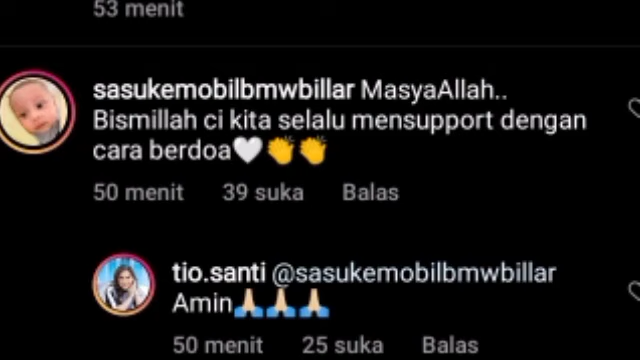 53 menit
sasukemobilbmwbillar MasyaAllah..
Bismillah ci kita selalu mensupport dengan
cara berdoa🤍👏👏
50 menit 39 suka Balas
tio.santi @sasukemobilbmwbillar
Amin🙏🏻🙏🏻🙏🏻
50 menit 25 suka Balas